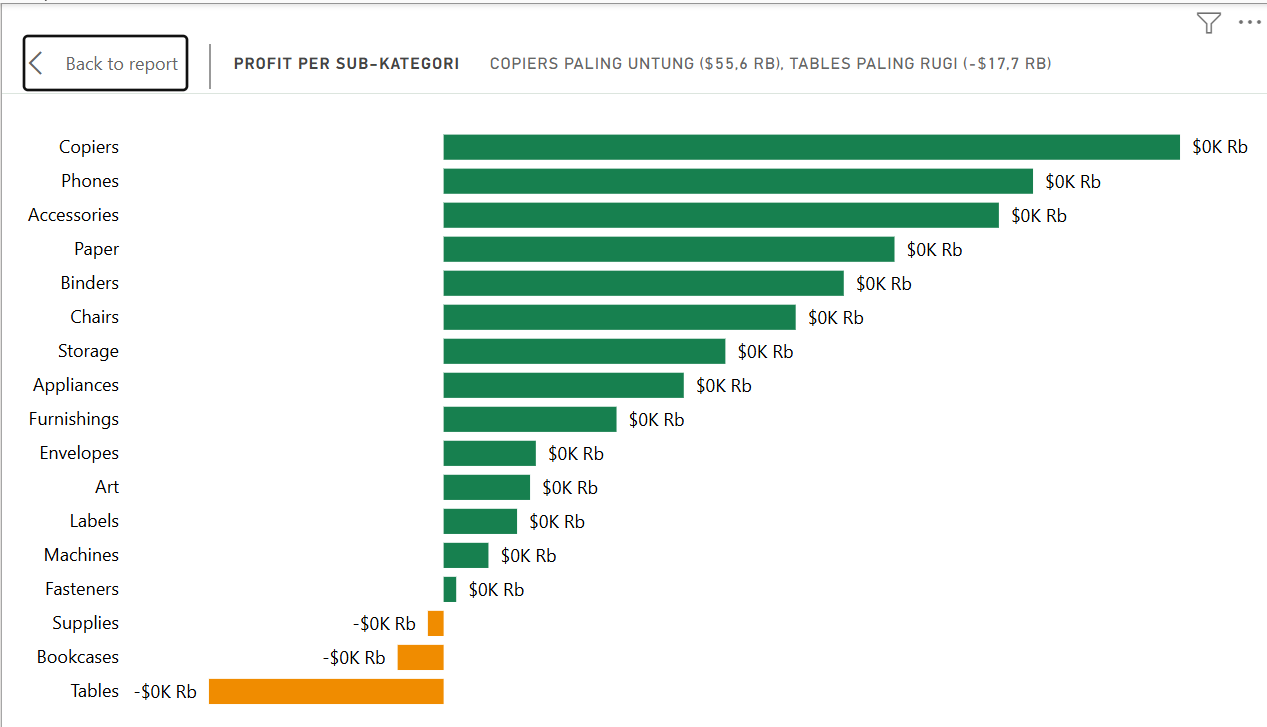 Back to report
PROFIT PER SUB-KATEGORI COPIERS PALING UNTUNG ($55,6 RB), TABLES PALING RUGI (-$17,7 RB)
Copiers $0K Rb
Phones $0K Rb
Accessories $0K Rb
Paper $0K Rb
Binders $0K Rb
Chairs $0K Rb
Storage $0K Rb
Appliances $0K Rb
Furnishings $0K Rb
Envelopes $0K Rb
Art $0K Rb
Labels $0K Rb
Machines $0K Rb
Fasteners $0K Rb
Supplies -$0K Rb
Bookcases -$0K Rb
Tables -$0K Rb